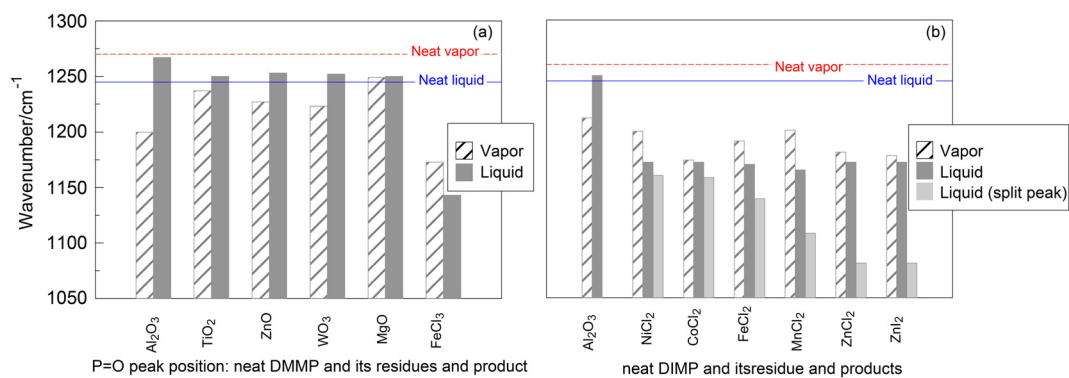 Wavenumber/cm⁻¹
1300
1250
1200
1150
1100
1050
(a)
Neat vapor
Neat liquid
Vapor
Liquid
Al₂O₃
TiO₂
ZnO
WO₃
MgO
FeCl₃
P=O peak position: neat DMMP and its residues and product
(b)
Neat vapor
Neat liquid
Vapor
Liquid
Liquid (split peak)
Al₂O₃
NiCl₂
CoCl₂
FeCl₂
MnCl₂
ZnCl₂
ZnI₂
neat DIMP and itsresidue and products